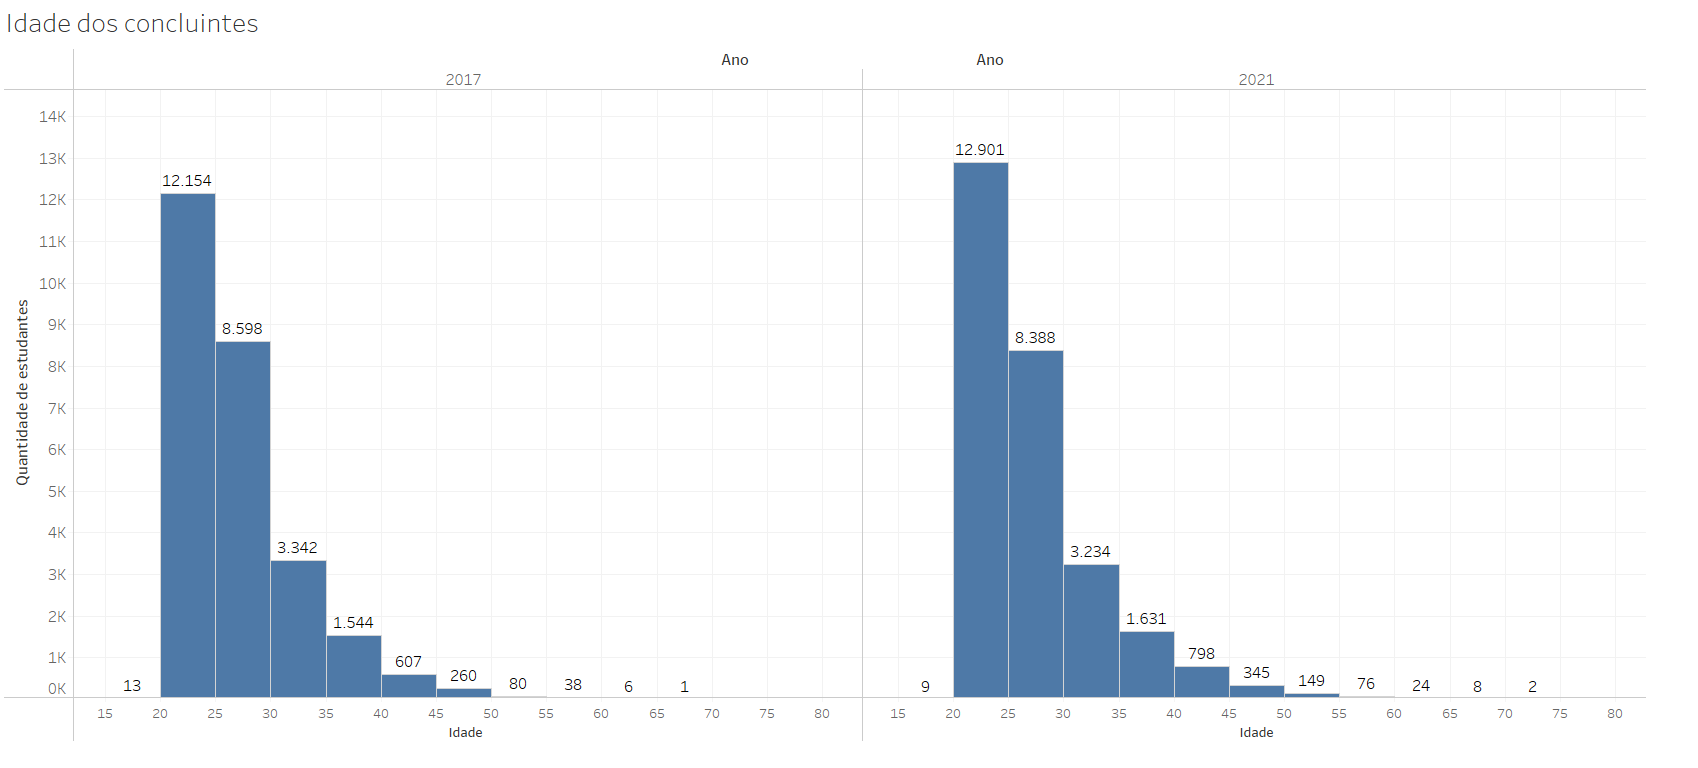 Idade dos concluintes
Ano Ano
2017 2021
Quantidade de estudantes
14K
13K
12K
11K
10K
9K
8K
7K
6K
5K
4K
3K
2K
1K
0K
13 12.154 8.598 3.342 1.544 607 260 80 38 6 1
9 12.901 8.388 3.234 1.631 798 345 149 76 24 8 2
15 20 25 30 35 40 45 50 55 60 65 70 75 80 15 20 25 30 35 40 45 50 55 60 65 70 75 80
Idade Idade